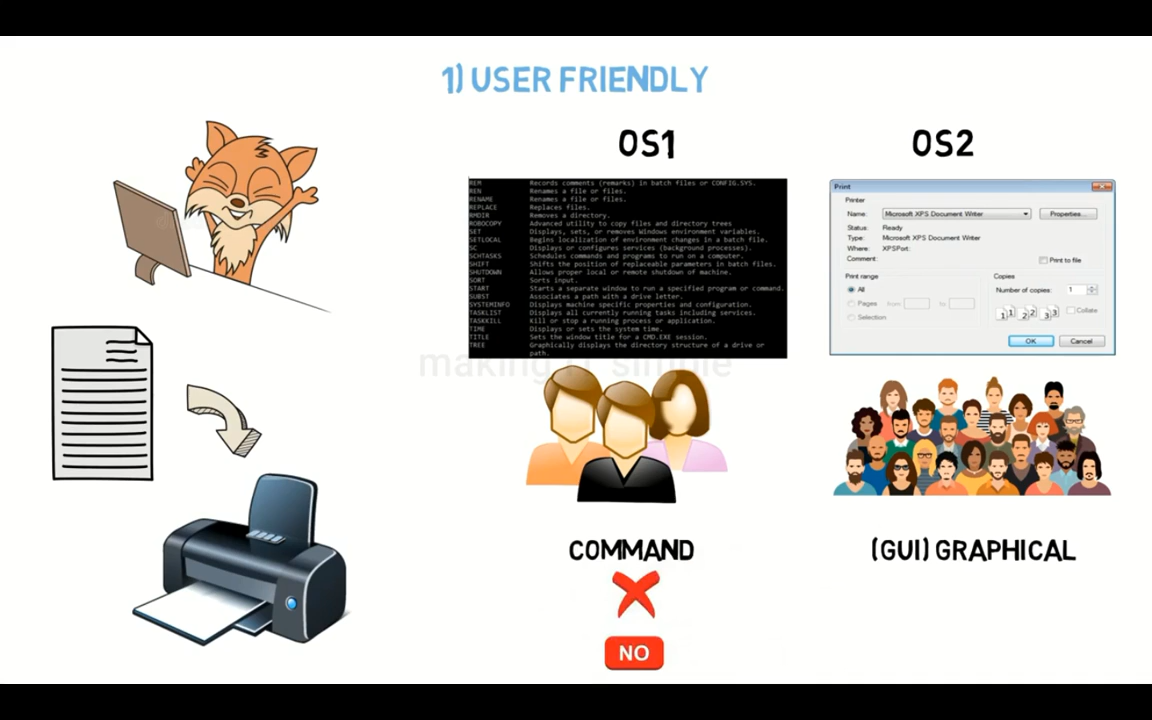 1) USER FRIENDLY
OS1
OS2
REM Records comments (remarks) in batch files or CONFIG.SYS.
REN Renames a file or files.
RENAME Renames a file or files.
REPLACE Replaces files.
RMDIR Removes a directory.
ROBOCOPY Advanced utility to copy files and directory trees
SET Displays, sets, or removes Windows environment variables.
SETLOCAL Begins localization of environment changes in a batch file.
SC Displays or configures services (background processes).
SCHTASKS Schedules commands and programs to run on a computer.
SHIFT Shifts the position of replaceable parameters in batch files.
SHUTDOWN Allows proper local or remote shutdown of machine.
SORT Sorts input.
START Starts a separate window to run a specified program or command.
SUBST Associates a path with a drive letter.
SYSTEMINFO Displays machine specific properties and configuration.
TASKLIST Displays all currently running tasks including services.
TASKKILL Kill or stop a running process or application.
TIME Displays or sets the system time.
TITLE Sets the window title for a CMD.EXE session.
TREE Graphically displays the directory structure of a drive or
path.
Print
Printer
Name: Microsoft XPS Document Writer Properties...
Status: Ready
Type: Microsoft XPS Document Writer
Where: XPSPort:
Comment: Print to file
Print range Copies
All Number of copies: 1
Pages from to
1 1 2 2 3 3 Collate
Selection
OK Cancel
making it simple
COMMAND
(GUI) GRAPHICAL
NO